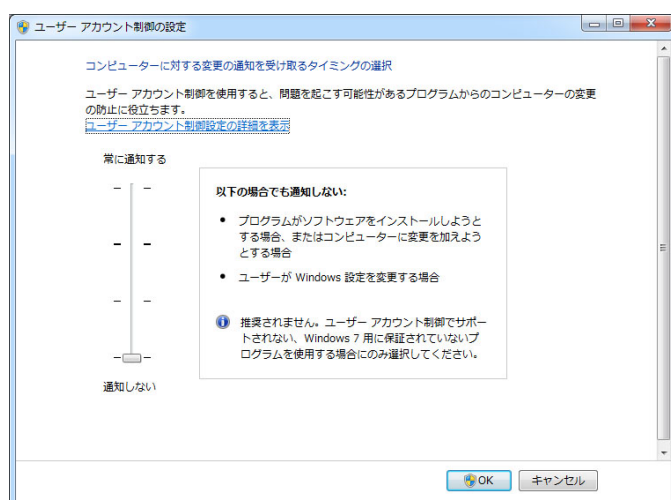 ユーザー アカウント制御の設定
コンピューターに対する変更の通知を受け取るタイミングの選択
ユーザー アカウント制御を使用すると、問題を起こす可能性があるプログラムからのコンピューターの変更
の防止に役立ちます。
ユーザー アカウント制御設定の詳細を表示
常に通知する
以下の場合でも通知しない:
• プログラムがソフトウェアをインストールしようと
する場合、またはコンピューターに変更を加えよう
とする場合
• ユーザーが Windows 設定を変更する場合
推奨されません。ユーザー アカウント制御でサポー
トされない、Windows 7 用に保証されていないプ
ログラムを使用する場合にのみ選択してください。
通知しない
OK
キャンセル